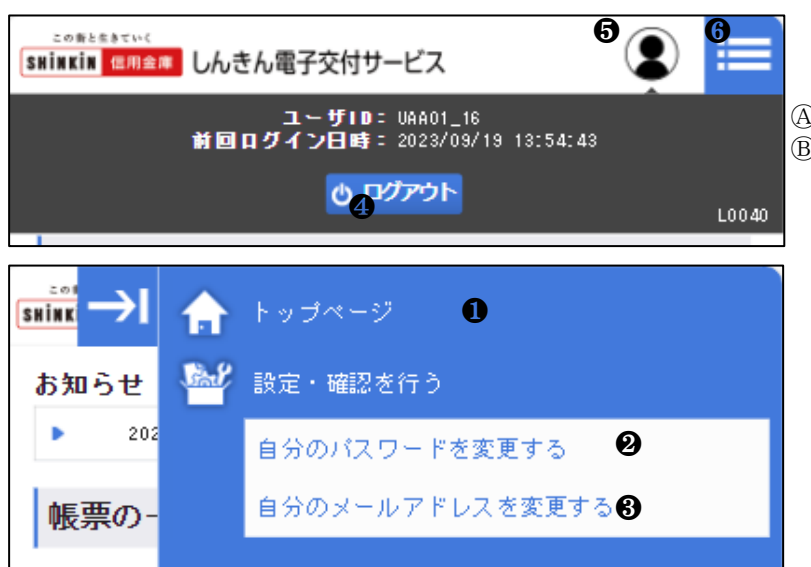 ❺ ❻
この街と生きていく
SHINKIN 信用金庫 しんきん電子交付サービス
ユーザID： UAA01_16 Ⓐ
前回ログイン日時： 2023/09/19 13:54:43 Ⓑ
ログアウト
❹
L0040
この
SHINK
トップページ ❶
設定・確認を行う
お知らせ
202
自分のパスワードを変更する ❷
自分のメールアドレスを変更する ❸
帳票の